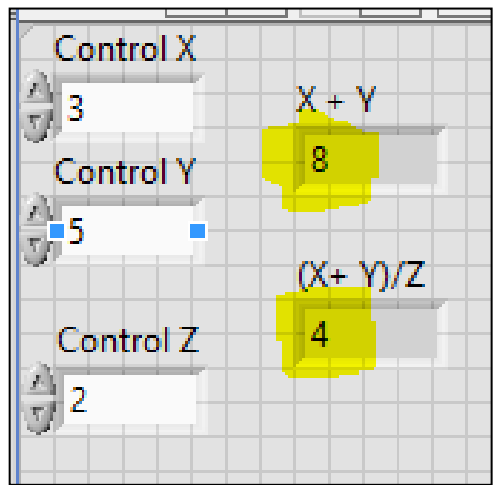 Control X
3
X + Y
8
Control Y
5
(X+ Y)/Z
4
Control Z
2